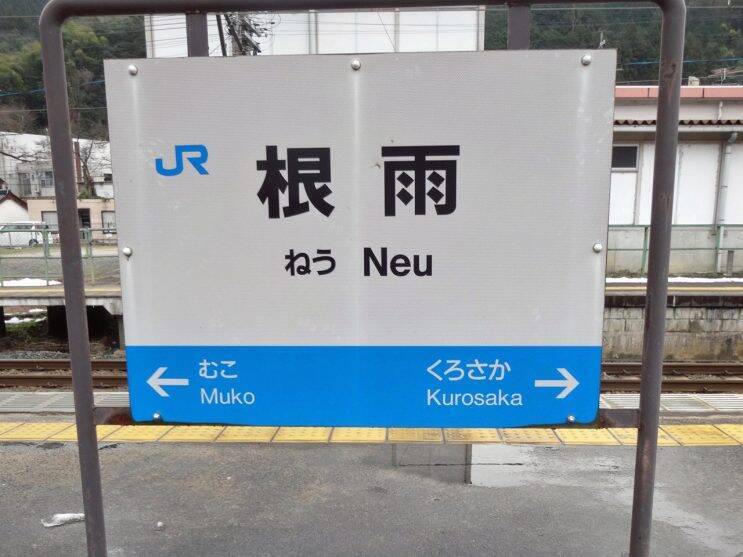 JR
根雨
ねう Neu
← むこ
Muko
くろさか →
Kurosaka